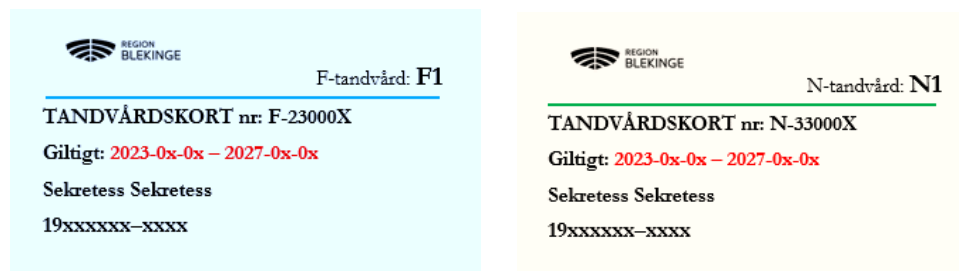 REGION
BLEKINGE
F-tandvård: F1
TANDVÅRDSKORT nr: F-23000X
Giltigt: 2023-0x-0x – 2027-0x-0x
Sekretess Sekretess
19xxxxxx–xxxx
REGION
BLEKINGE
N-tandvård: N1
TANDVÅRDSKORT nr: N-33000X
Giltigt: 2023-0x-0x – 2027-0x-0x
Sekretess Sekretess
19xxxxxx–xxxx